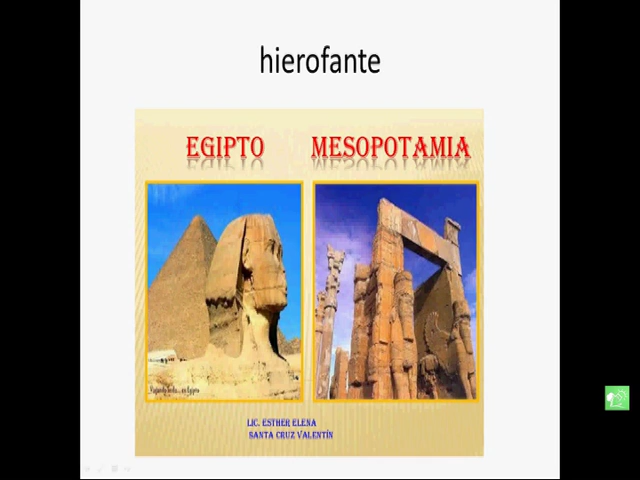 hierofante
EGIPTO MESOPOTAMIA
LIC. ESTHER ELENA
SANTA CRUZ VALENTÍN